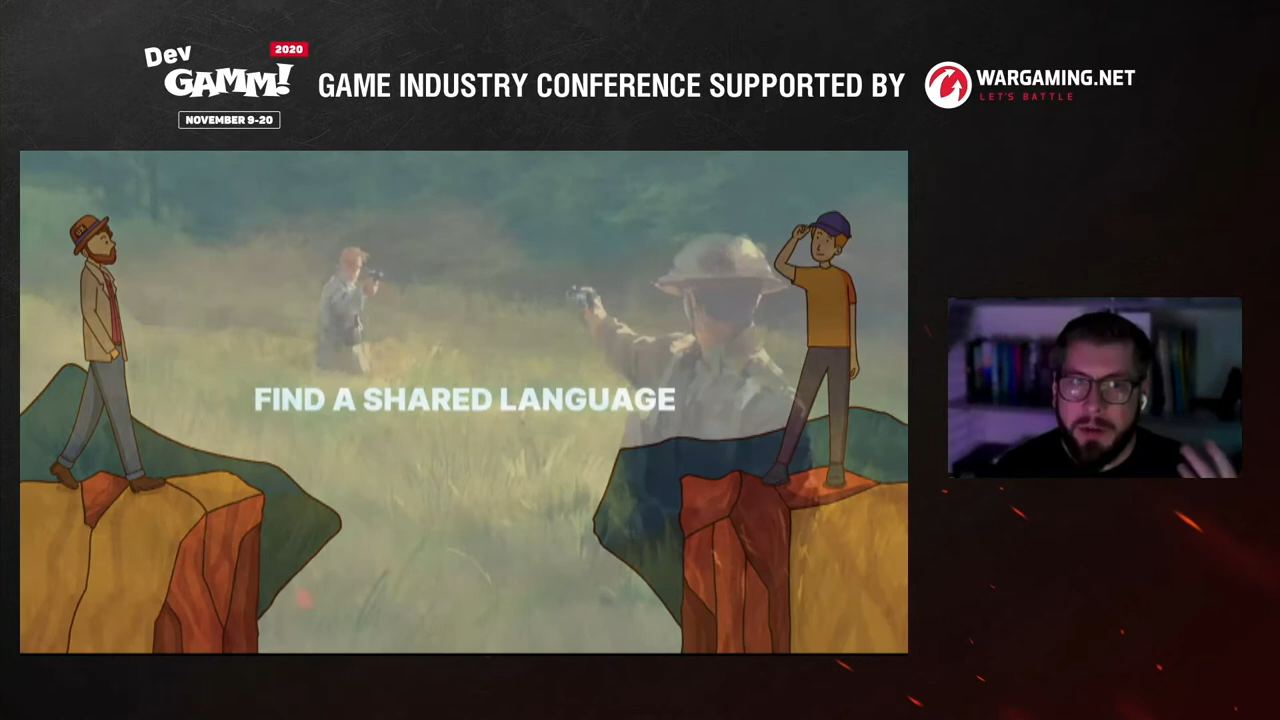 Dev
GAMM!
2020
NOVEMBER 9-20
GAME INDUSTRY CONFERENCE SUPPORTED BY
WARGAMING.NET
LET'S BATTLE
FIND A SHARED LANGUAGE